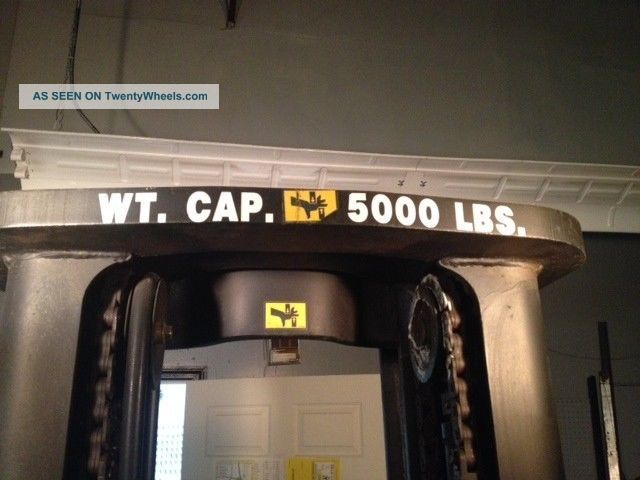 AS SEEN ON TwentyWheels.com
WT. CAP. 5000 LBS.